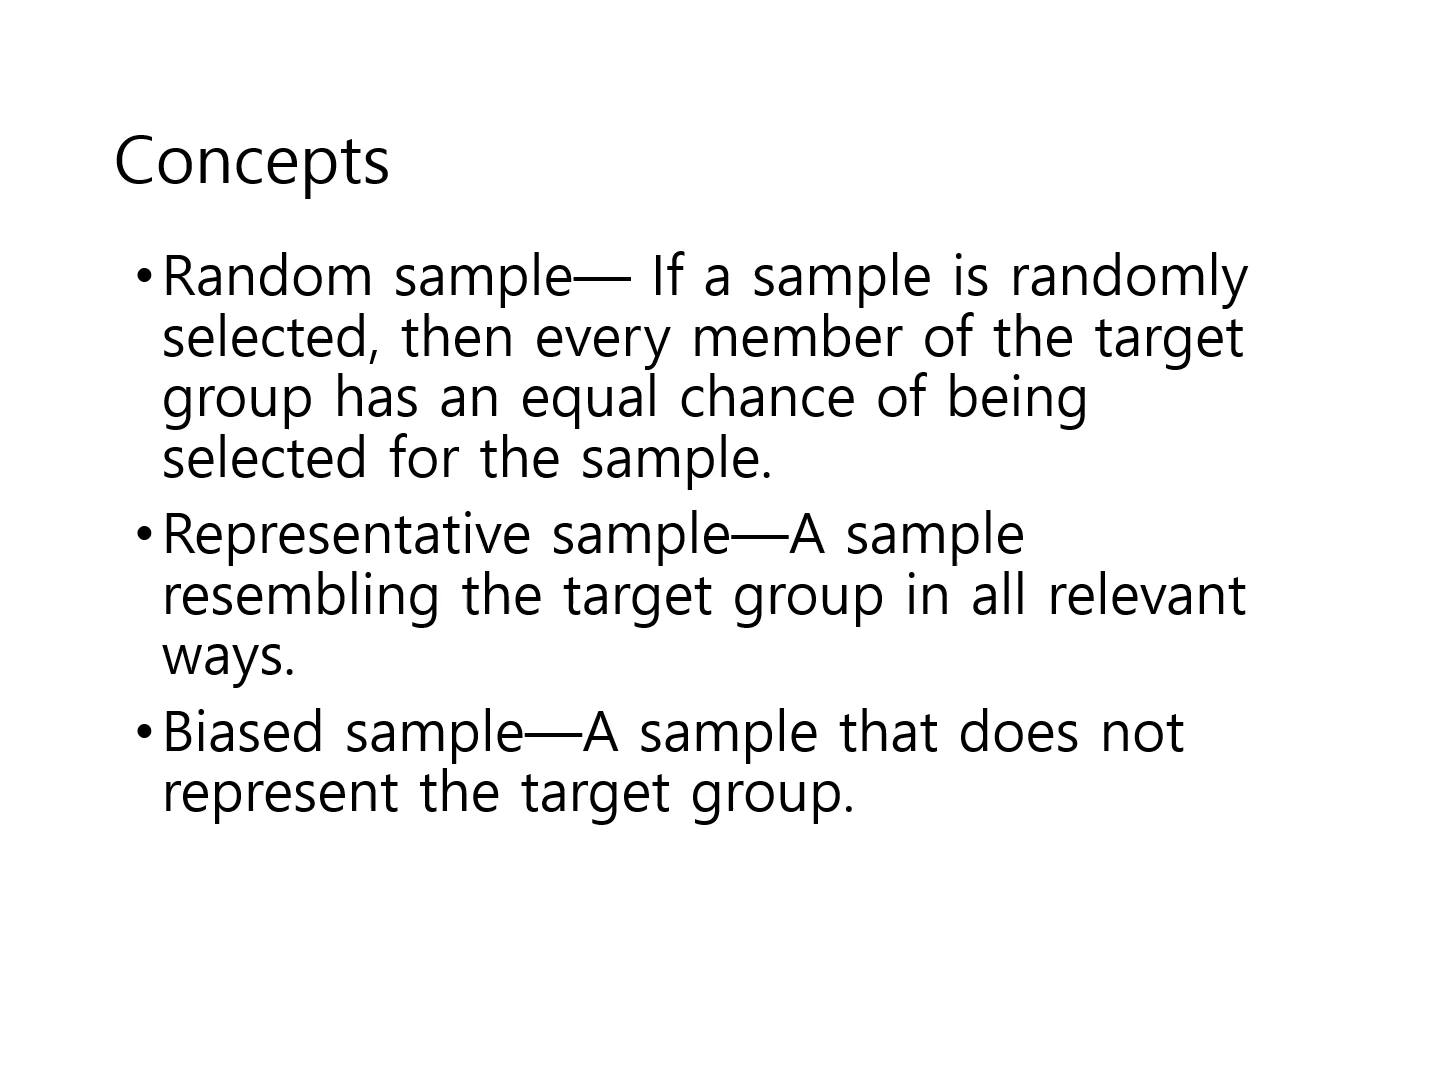 Concepts
•Random sample— If a sample is randomly
selected, then every member of the target
group has an equal chance of being
selected for the sample.
•Representative sample—A sample
resembling the target group in all relevant
ways.
•Biased sample—A sample that does not
represent the target group.